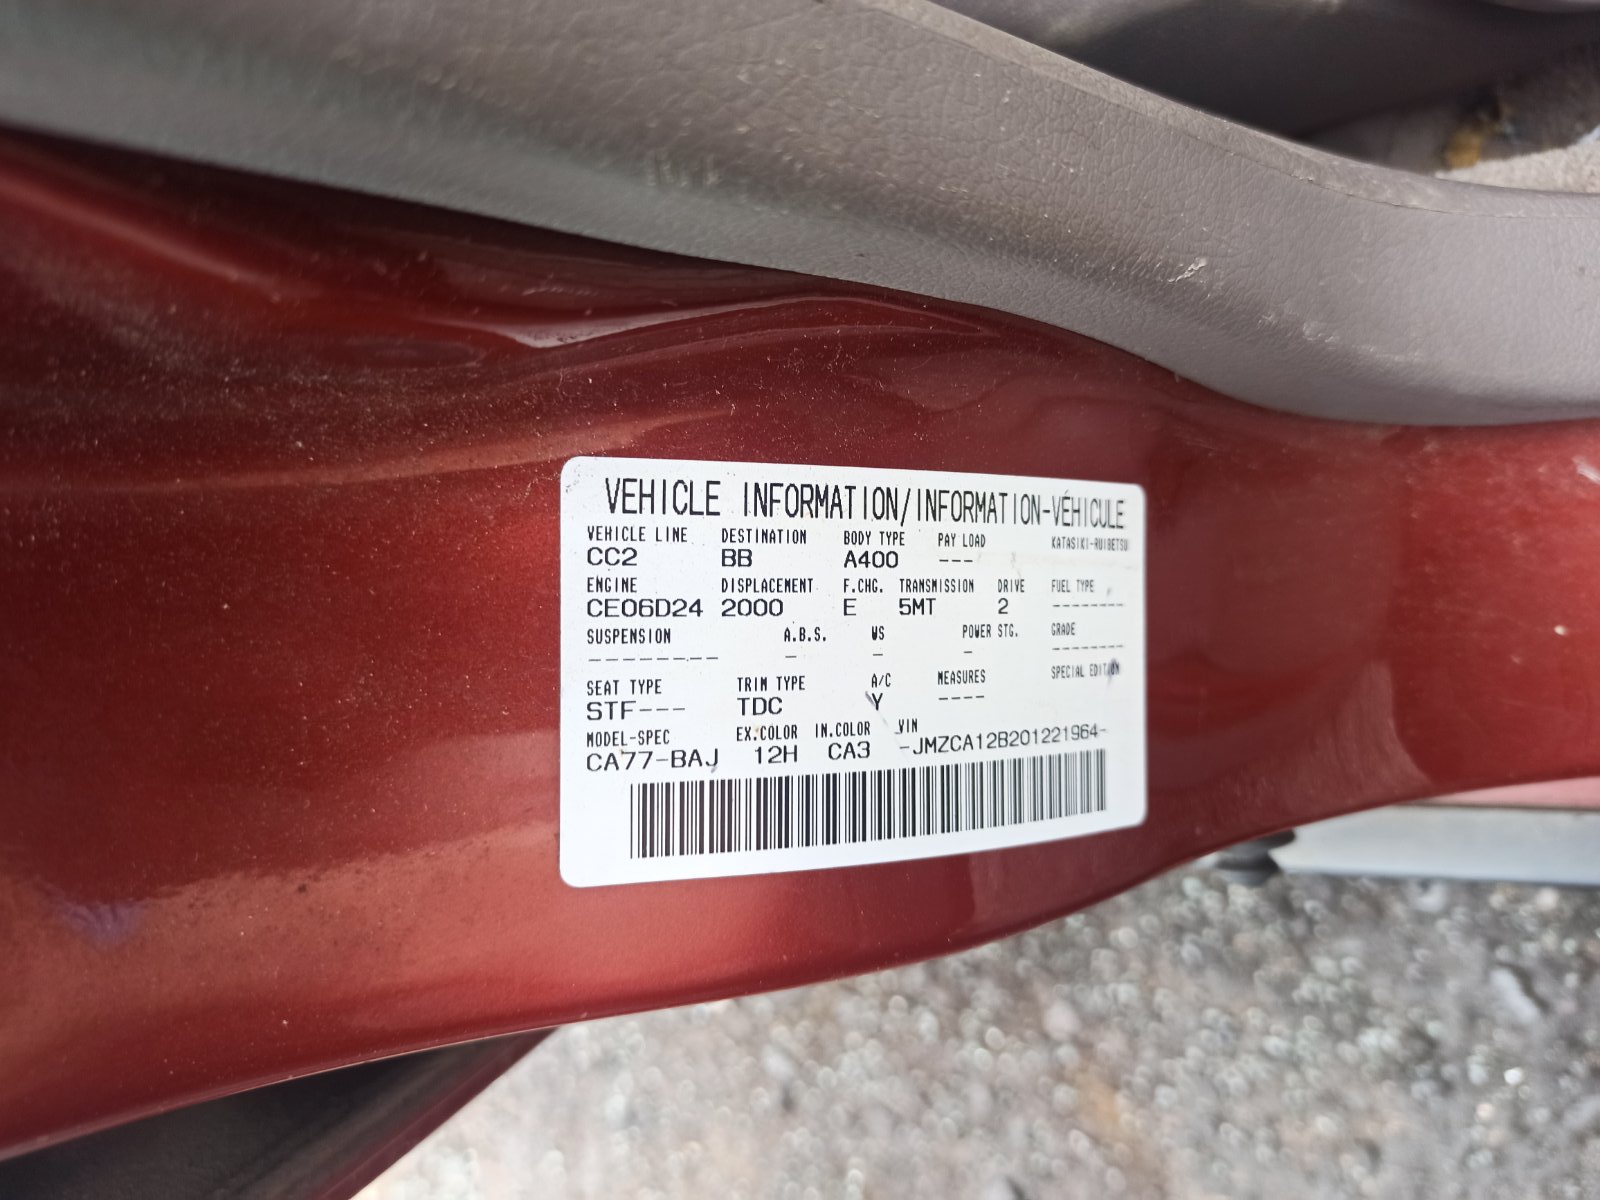 VEHICLE INFORMATION/INFORMATION-VÉHICULE
VEHICLE LINE DESTINATION BODY TYPE PAY LOAD KATASIKI-RUIBETSU
CC2 BB A400 ---
ENGINE DISPLACEMENT F.CHG. TRANSMISSION DRIVE FUEL TYPE
CE06D24 2000 E 5MT 2 --------
SUSPENSION A.B.S. WS POWER STG. GRADE
-------- - - - --------
SEAT TYPE TRIM TYPE A/C MEASURES SPECIAL EDITION
STF--- TDC Y ----
MODEL-SPEC EX.COLOR IN.COLOR VIN
CA77-BAJ 12H CA3 -JMZCA12B201221964-